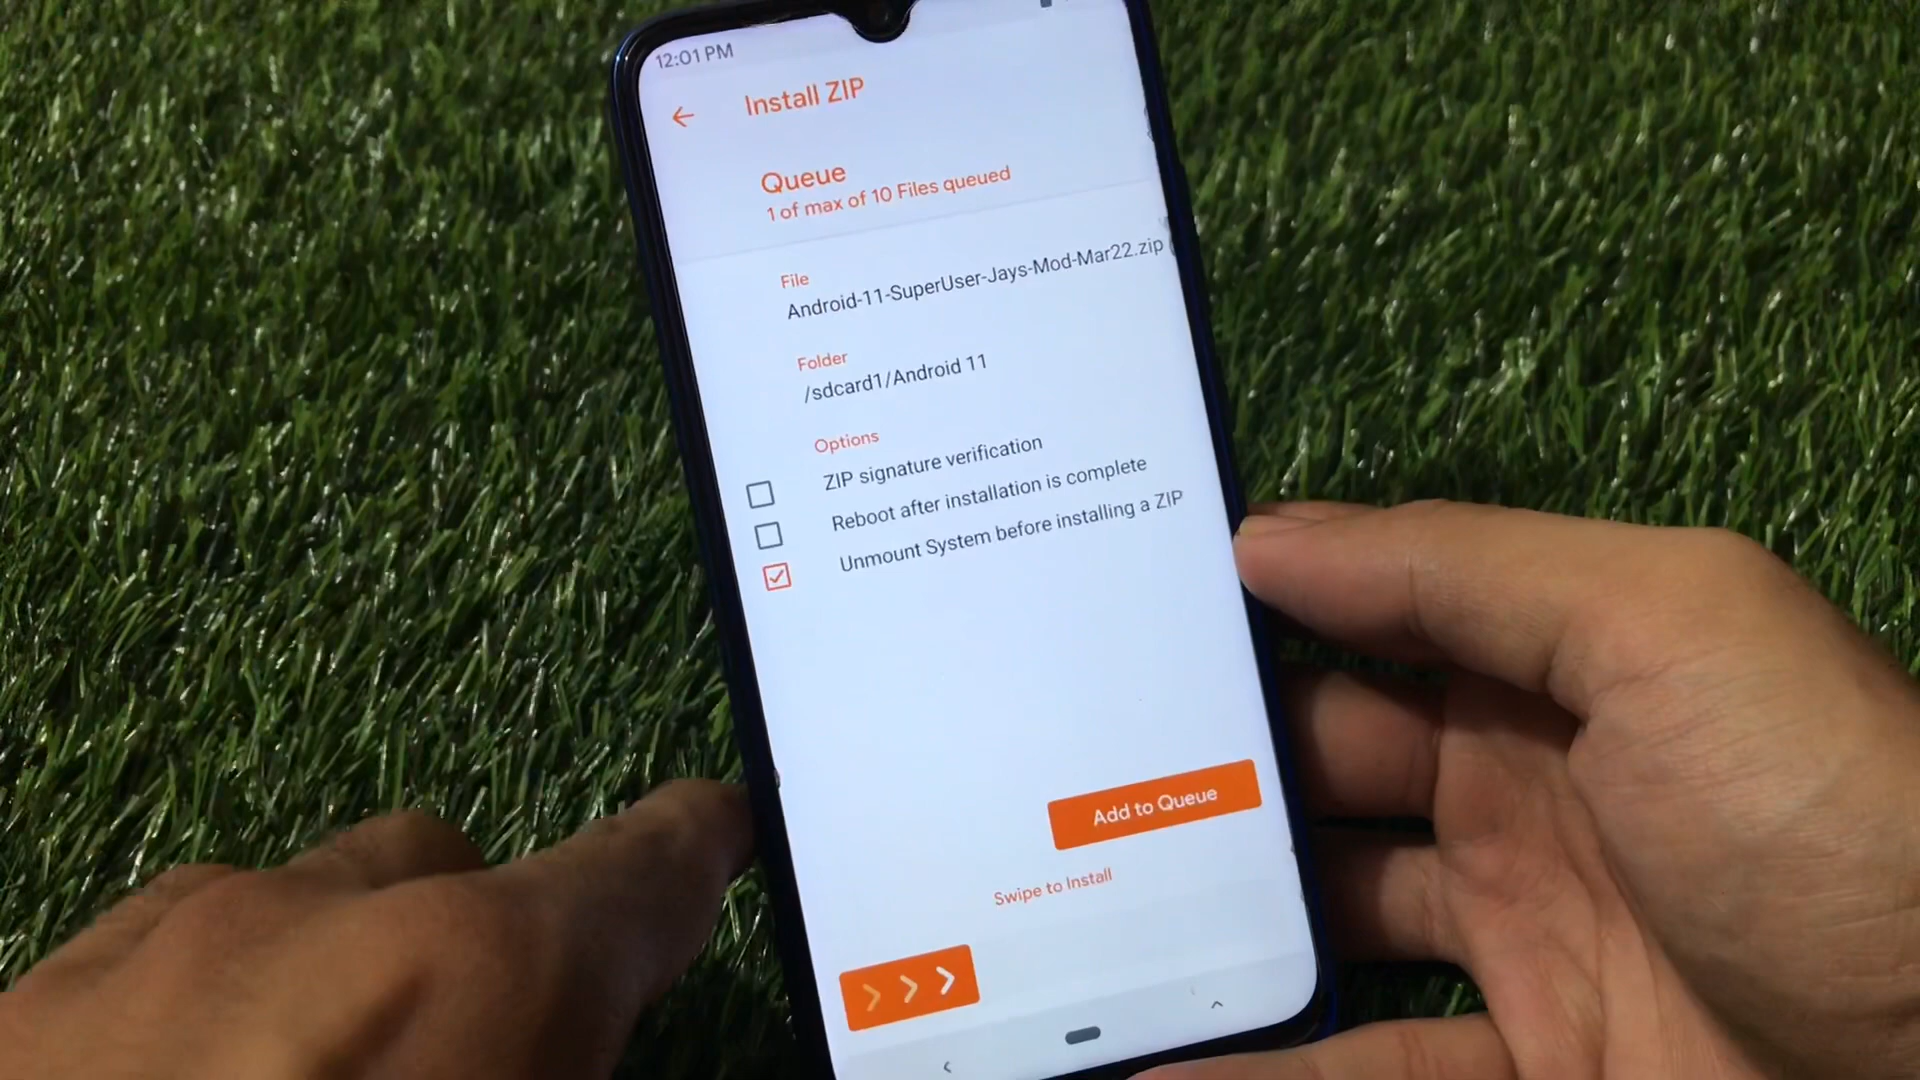 12:01 PM
Install ZIP
Queue
1 of max of 10 Files queued
File
Android-11-SuperUser-Jays-Mod-Mar22.zip
Folder
/sdcard1/Android 11
Options
ZIP signature verification
Reboot after installation is complete
Unmount System before installing a ZIP
Add to Queue
Swipe to Install